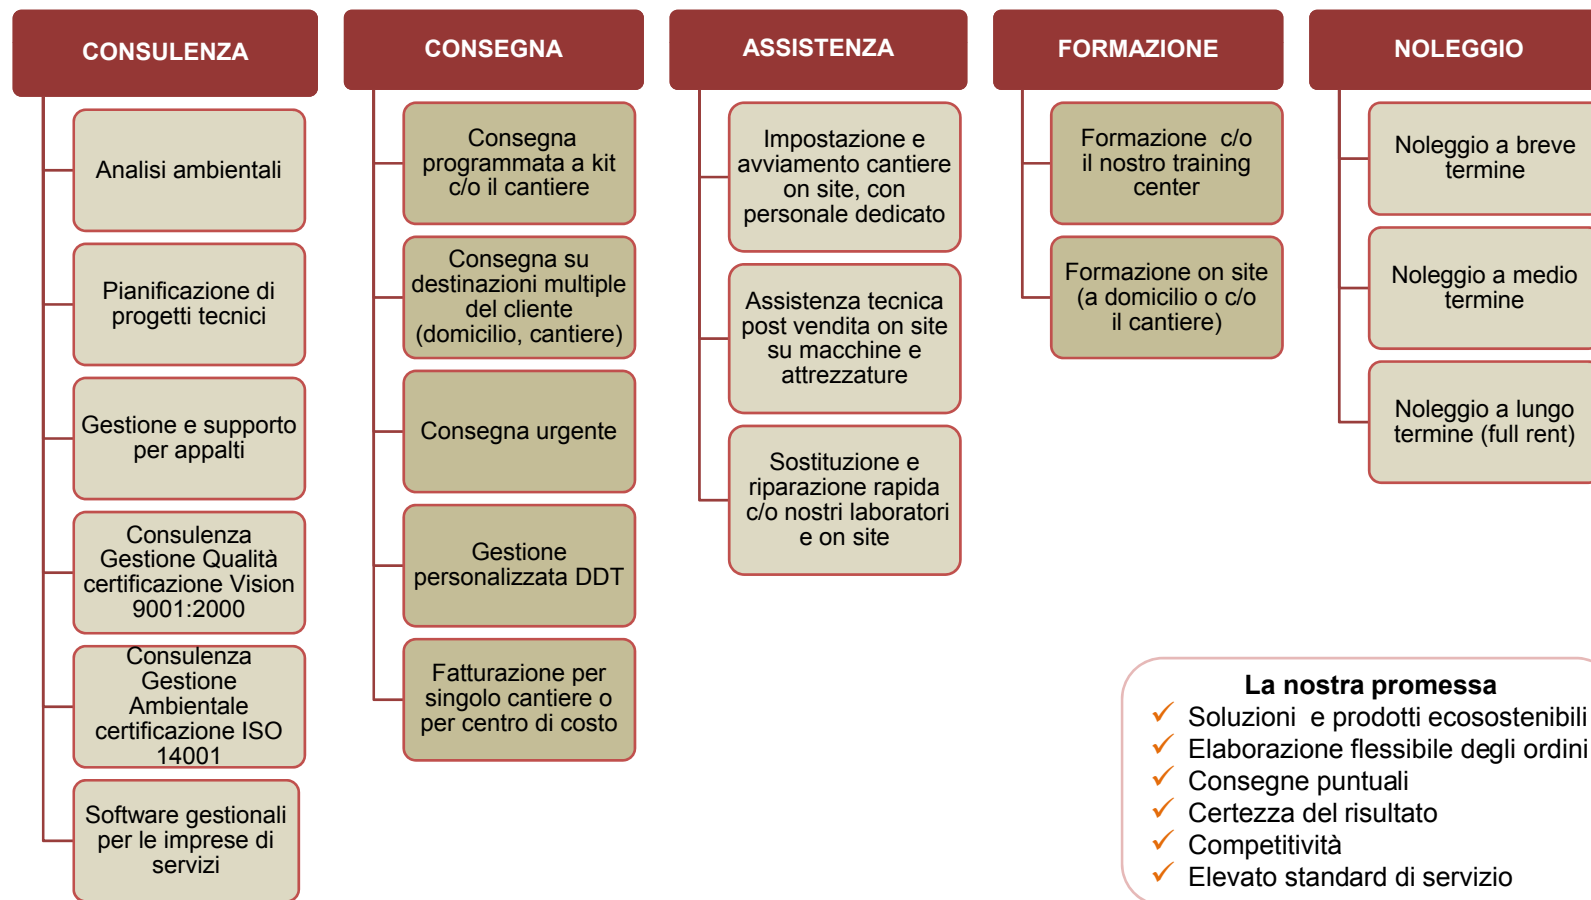 CONSULENZA
Analisi ambientali
Pianificazione di
progetti tecnici
Gestione e supporto
per appalti
Consulenza
Gestione Qualità
certificazione Vision
9001:2000
Consulenza
Gestione
Ambientale
certificazione ISO
14001
Software gestionali
per le imprese di
servizi
CONSEGNA
Consegna
programmata a kit
c/o il cantiere
Consegna su
destinazioni multiple
del cliente
(domicilio, cantiere)
Consegna urgente
Gestione
personalizzata DDT
Fatturazione per
singolo cantiere o
per centro di costo
ASSISTENZA
Impostazione e
avviamento cantiere
on site, con
personale dedicato
Assistenza tecnica
post vendita on site
su macchine e
attrezzature
Sostituzione e
riparazione rapida
c/o nostri laboratori
e on site
FORMAZIONE
Formazione c/o
il nostro training
center
Formazione on site
(a domicilio o c/o
il cantiere)
NOLEGGIO
Noleggio a breve
termine
Noleggio a medio
termine
Noleggio a lungo
termine (full rent)
La nostra promessa
✓ Soluzioni e prodotti ecosostenibili
✓ Elaborazione flessibile degli ordini
✓ Consegne puntuali
✓ Certezza del risultato
✓ Competitività
✓ Elevato standard di servizio